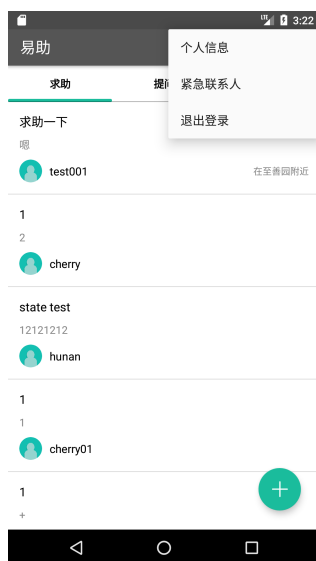 LTE 3:22
易助
个人信息
紧急联系人
退出登录
求助
提
求助一下
嗯
test001
在至善园附近
1
2
cherry
state test
12121212
hunan
1
1
cherry01
1
+